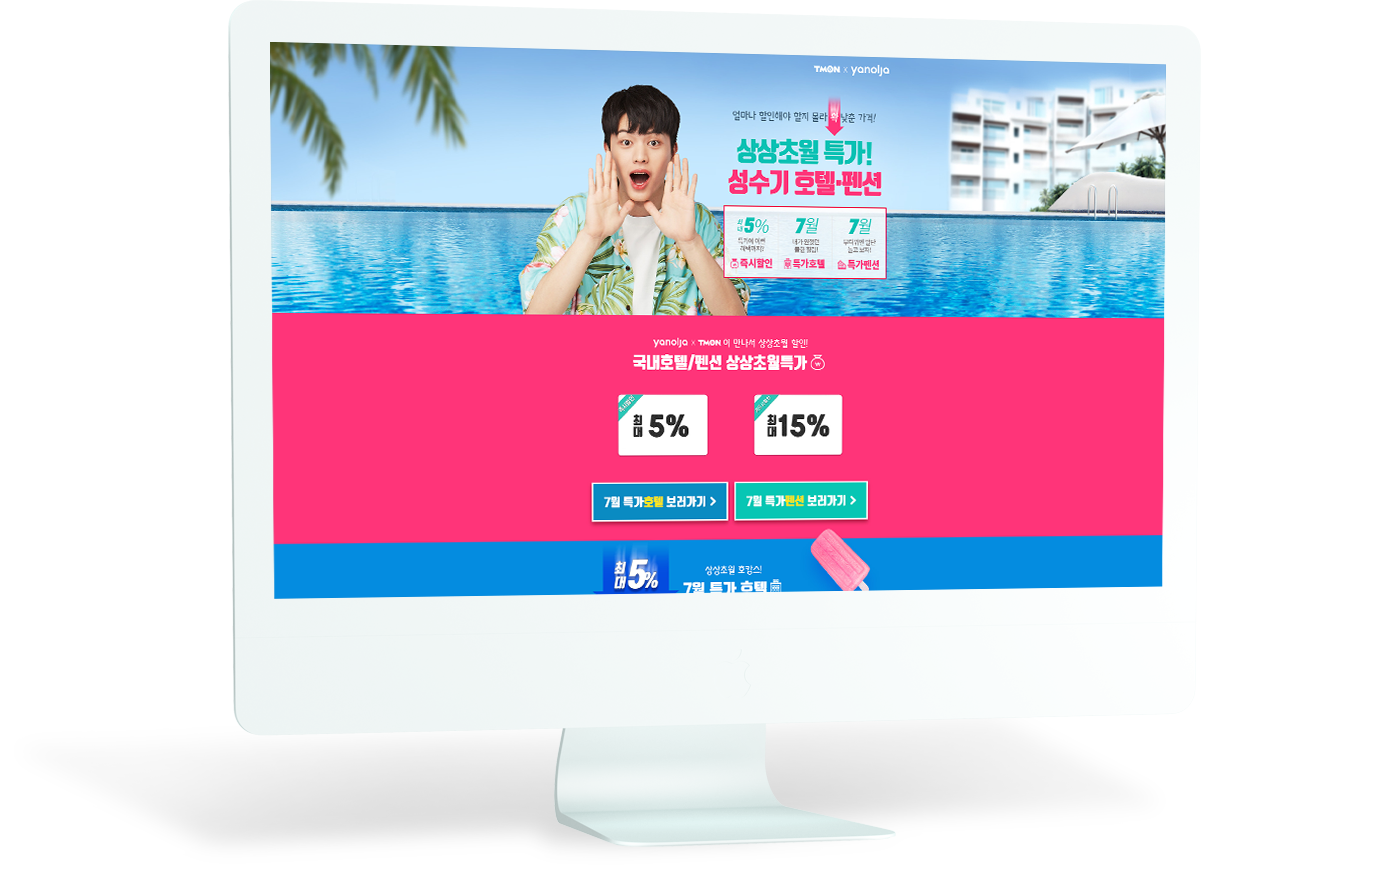 TMON x yanolja
얼마나 할인해야 할지 몰라 확 낮춘 가격!
상상초월 특가!
성수기 호텔·펜션
최대 5% 7월 7월
즉시할인 특가호텔 특가펜션
yanolja x TMON 이 만나서 상상초월 할인!
국내호텔/펜션 상상초월특가
최대 5%
최대 15%
7월 특가호텔 보러가기 >
7월 특가펜션 보러가기 >
최대 5%
상상초월 호캉스!
7월 특가 호텔